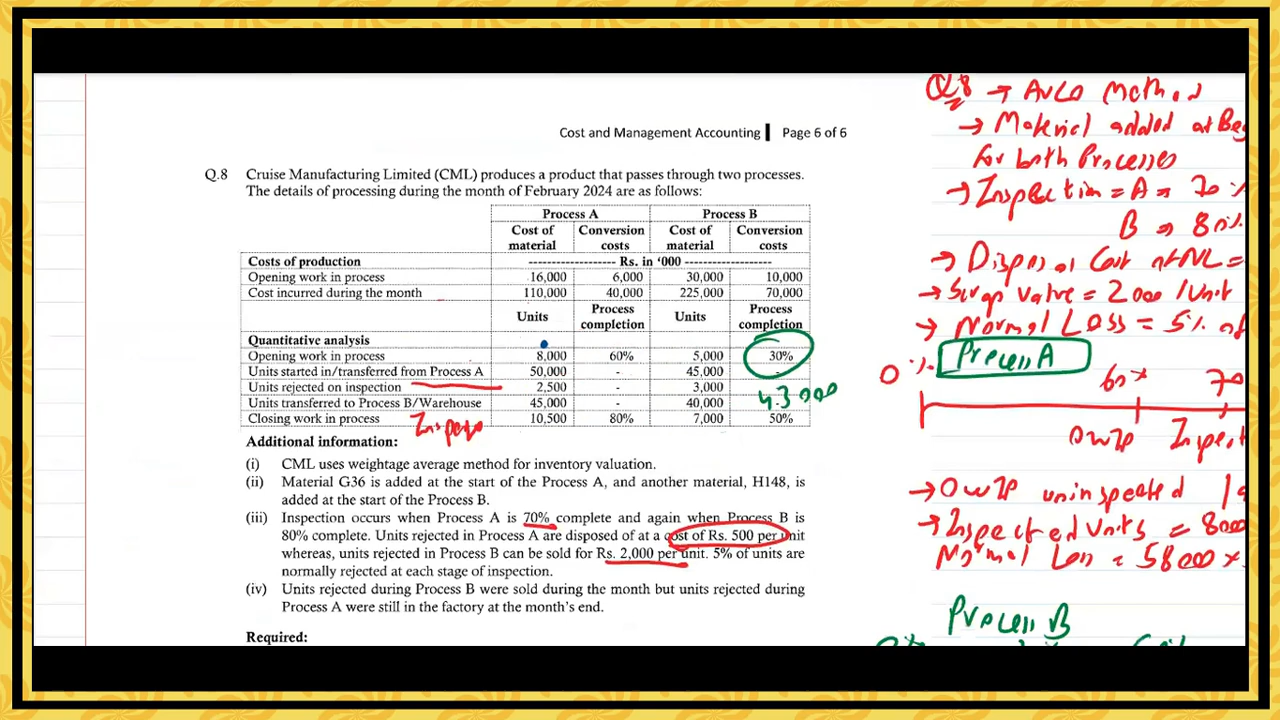 Cost and Management Accounting | Page 6 of 6
Q.8 Cruise Manufacturing Limited (CML) produces a product that passes through two processes.
The details of processing during the month of February 2024 are as follows:
Process A Process B
Cost of material Conversion costs Cost of material Conversion costs
Costs of production -------------------- Rs. in '000 --------------------
Opening work in process 16,000 6,000 30,000 10,000
Cost incurred during the month 110,000 40,000 225,000 70,000
Units Process completion Units Process completion
Quantitative analysis
Opening work in process 8,000 60% 5,000 30%
Units started in/transferred from Process A 50,000 - 45,000 -
Units rejected on inspection 2,500 - 3,000 -
Units transferred to Process B/Warehouse 45,000 - 40,000 -
Closing work in process 10,500 80% 7,000 50%
43000
Additional information:
(i) CML uses weightage average method for inventory valuation.
(ii) Material G36 is added at the start of the Process A, and another material, H148, is
added at the start of the Process B.
(iii) Inspection occurs when Process A is 70% complete and again when Process B is
80% complete. Units rejected in Process A are disposed of at a cost of Rs. 500 per unit
whereas, units rejected in Process B can be sold for Rs. 2,000 per unit. 5% of units are
normally rejected at each stage of inspection.
(iv) Units rejected during Process B were sold during the month but units rejected during
Process A were still in the factory at the month's end.
Required:
Q8 → AVCO Method
→ Material added at Beg
for both Processes
→ Inspection = A = 70%
B → 80%
→ Disposal Cost of NL =
→ Scrap Value = 2000 /Unit
→ Normal Loss = 5% of
Process A
0% 60% 70
OWIP Inspect
→ OWIP uninspected
→ Inspected Units = 8000
Normal Loss = 58000 ×
Process B